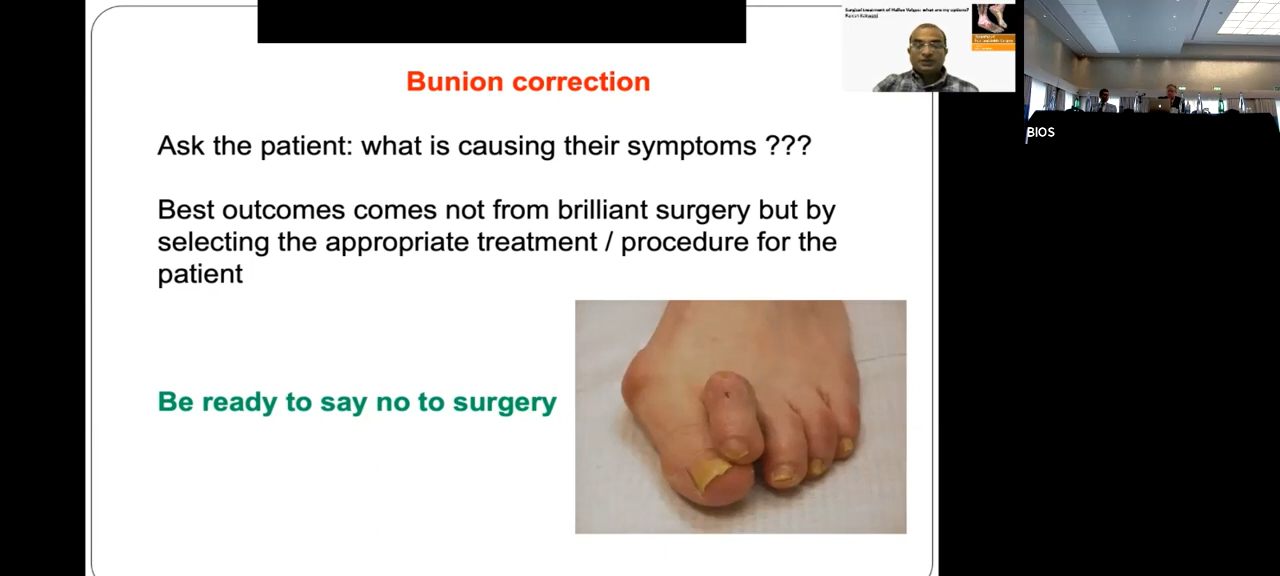 Bunion correction
Ask the patient: what is causing their symptoms ???
Best outcomes comes not from brilliant surgery but by
selecting the appropriate treatment / procedure for the
patient
Be ready to say no to surgery
Surgical treatment of Hallux Valgus: what are my options?
BIOS